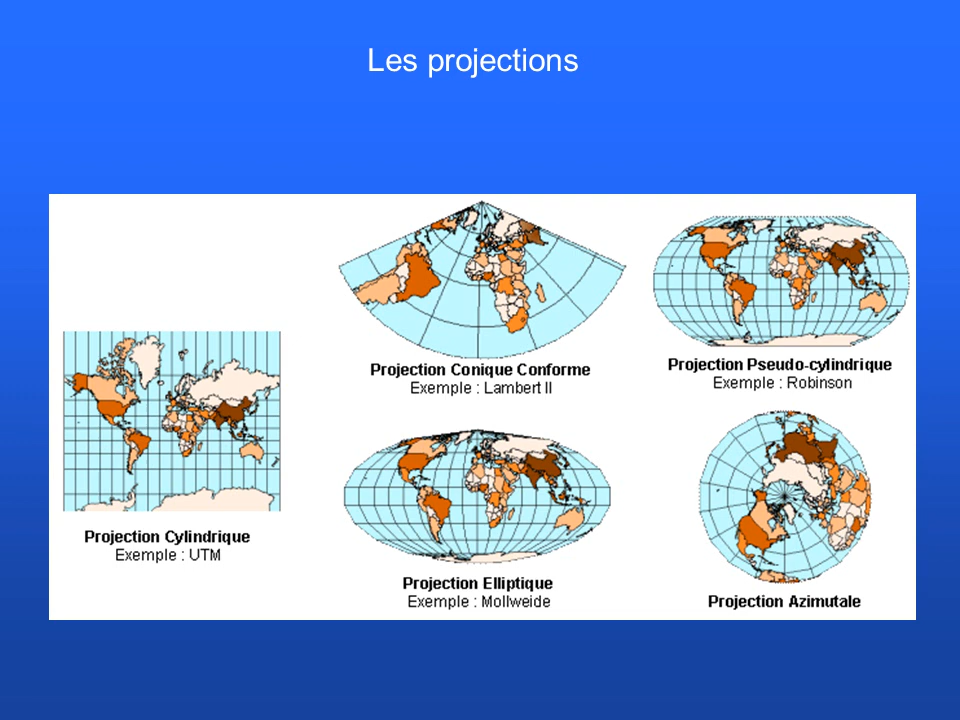 Les projections
Projection Conique Conforme
Exemple : Lambert II
Projection Pseudo-cylindrique
Exemple : Robinson
Projection Cylindrique
Exemple : UTM
Projection Elliptique
Exemple : Mollweide
Projection Azimutale